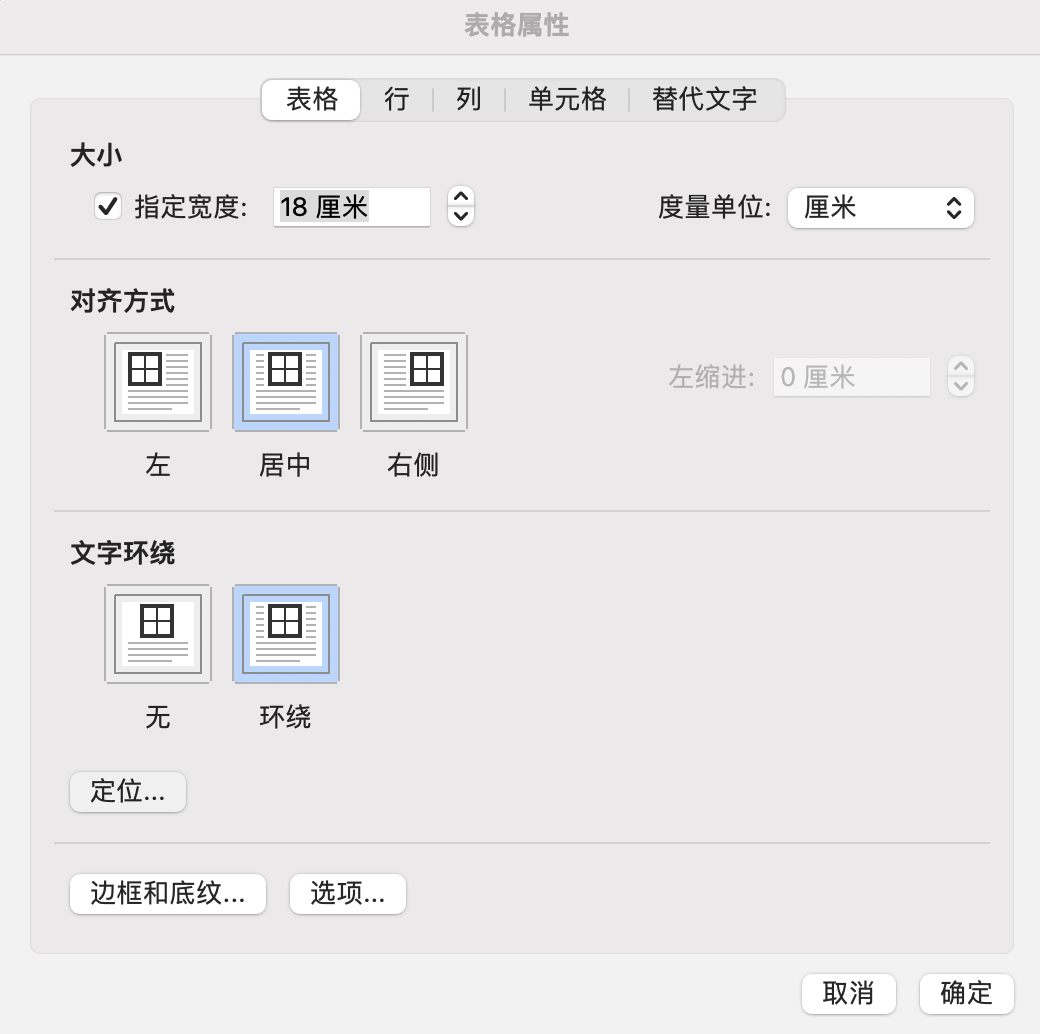 表格属性
表格 行 列 单元格 替代文字
大小
指定宽度: 18 厘米 度量单位: 厘米
对齐方式
左缩进: 0 厘米
左 居中 右侧
文字环绕
无 环绕
定位...
边框和底纹... 选项...
取消 确定